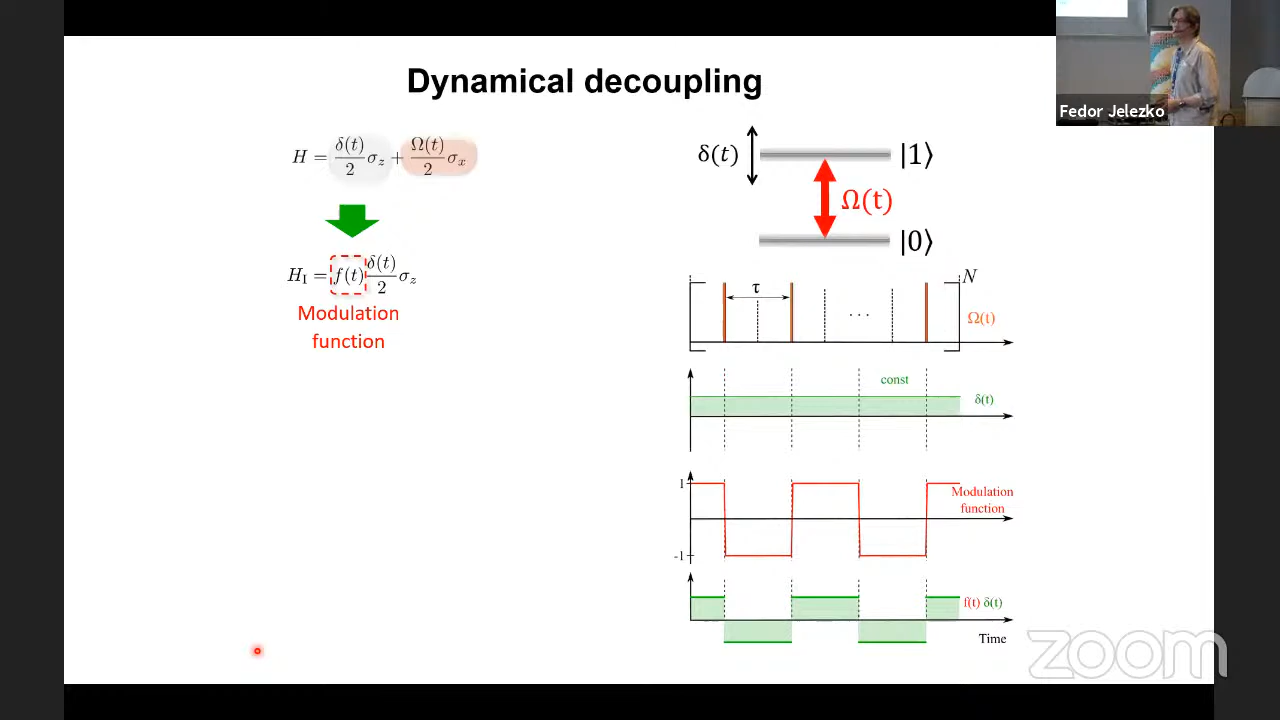 Dynamical decoupling
Fedor Jelezko
H = δ(t)/2 σz + Ω(t)/2 σx
HI = f(t) δ(t)/2 σz
Modulation
function
δ(t)
|1⟩
Ω(t)
|0⟩
τ
...
N
Ω(t)
const
δ(t)
1
-1
Modulation
function
f(t) δ(t)
Time
zoom